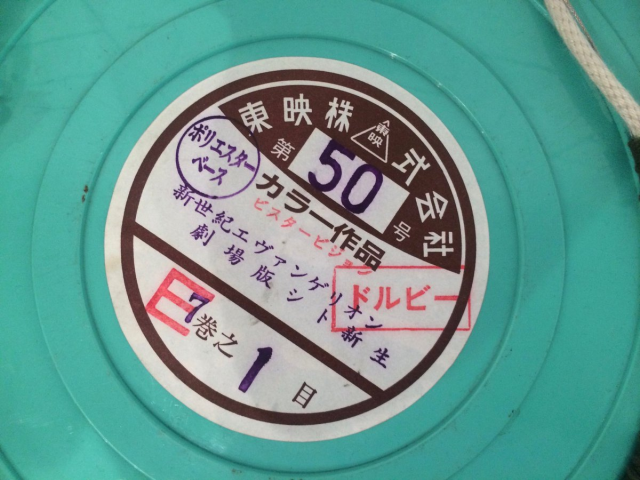 東映株式会社
東映
第50号
ポリエスター
ベース
カラー作品
ビスタービジョン
新世紀エヴァンゲリオン
劇場版シト新生
ドルビー
E
7巻之1目